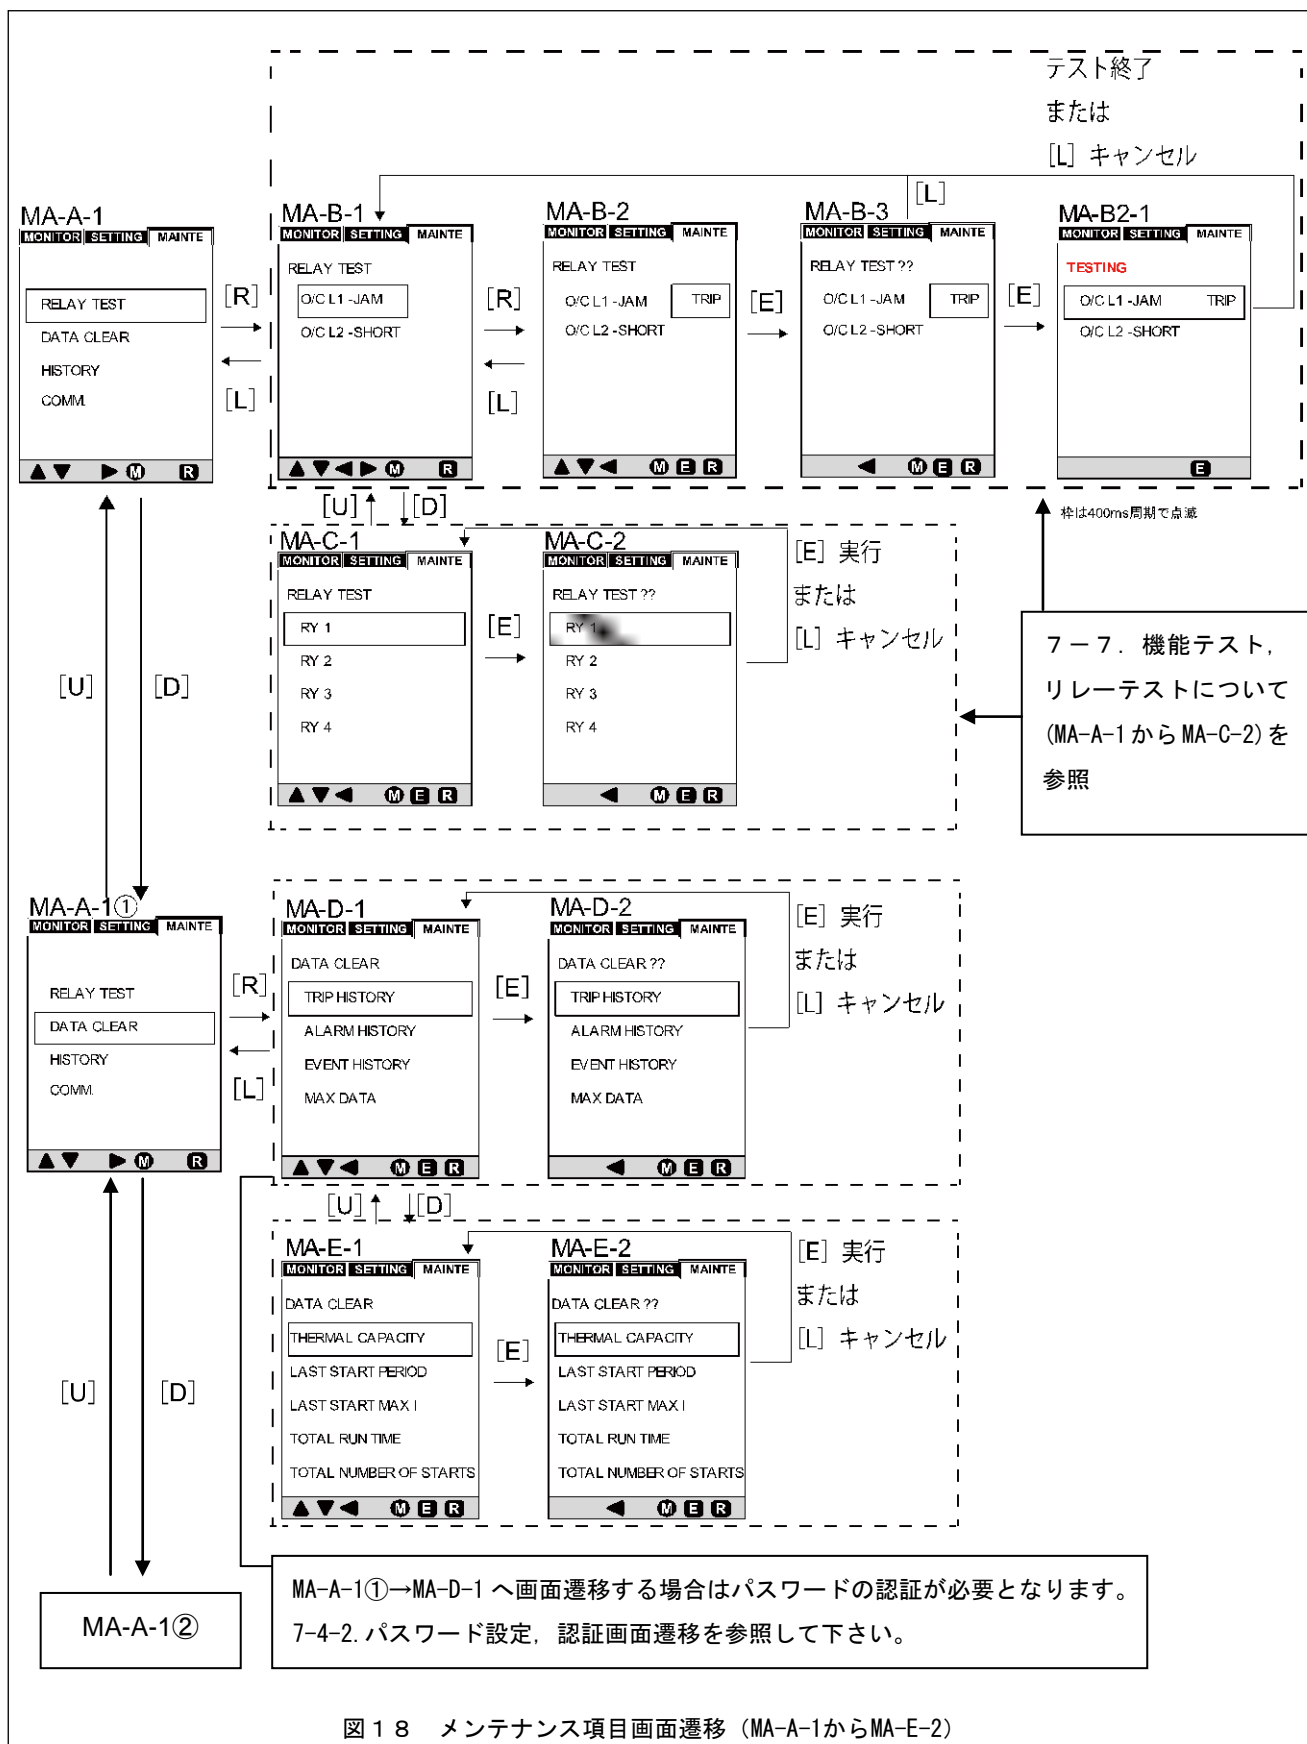 テスト終了
または
[L] キャンセル
[L]
MA-A-1
MONITOR SETTING MAINTE
RELAY TEST
DATA CLEAR
HISTORY
COMM.
M R
[R]
[L]
MA-B-1
MONITOR SETTING MAINTE
RELAY TEST
O/C L1 -JAM
O/C L2 -SHORT
M R
[R]
[L]
MA-B-2
MONITOR SETTING MAINTE
RELAY TEST
O/C L1 -JAM TRIP
O/C L2 -SHORT
M E R
[E]
MA-B-3
MONITOR SETTING MAINTE
RELAY TEST ??
O/C L1 -JAM TRIP
O/C L2 -SHORT
M E R
[E]
MA-B2-1
MONITOR SETTING MAINTE
TESTING
O/C L1 -JAM TRIP
O/C L2 -SHORT
E
枠は400ms周期で点滅
[U] [D]
MA-C-1
MONITOR SETTING MAINTE
RELAY TEST
RY 1
RY 2
RY 3
RY 4
M E R
[E]
MA-C-2
MONITOR SETTING MAINTE
RELAY TEST ??
RY 1
RY 2
RY 3
RY 4
M E R
[E] 実行
または
[L] キャンセル
7－7．機能テスト，
リレーテストについて
(MA-A-1からMA-C-2)を
参照
[U] [D]
MA-A-1①
MONITOR SETTING MAINTE
RELAY TEST
DATA CLEAR
HISTORY
COMM.
M R
[R]
[L]
MA-D-1
MONITOR SETTING MAINTE
DATA CLEAR
TRIP HISTORY
ALARM HISTORY
EVENT HISTORY
MAX DATA
M E R
[E]
MA-D-2
MONITOR SETTING MAINTE
DATA CLEAR ??
TRIP HISTORY
ALARM HISTORY
EVENT HISTORY
MAX DATA
M E R
[E] 実行
または
[L] キャンセル
[U] [D]
MA-E-1
MONITOR SETTING MAINTE
DATA CLEAR
THERMAL CAPACITY
LAST START PERIOD
LAST START MAX I
TOTAL RUN TIME
TOTAL NUMBER OF STARTS
M E R
[E]
MA-E-2
MONITOR SETTING MAINTE
DATA CLEAR ??
THERMAL CAPACITY
LAST START PERIOD
LAST START MAX I
TOTAL RUN TIME
TOTAL NUMBER OF STARTS
M E R
[E] 実行
または
[L] キャンセル
[U] [D]
MA-A-1②
MA-A-1①→MA-D-1 へ画面遷移する場合はパスワードの認証が必要となります。
7-4-2.パスワード設定，認証画面遷移を参照して下さい。
図１８　メンテナンス項目画面遷移（MA-A-1からMA-E-2）